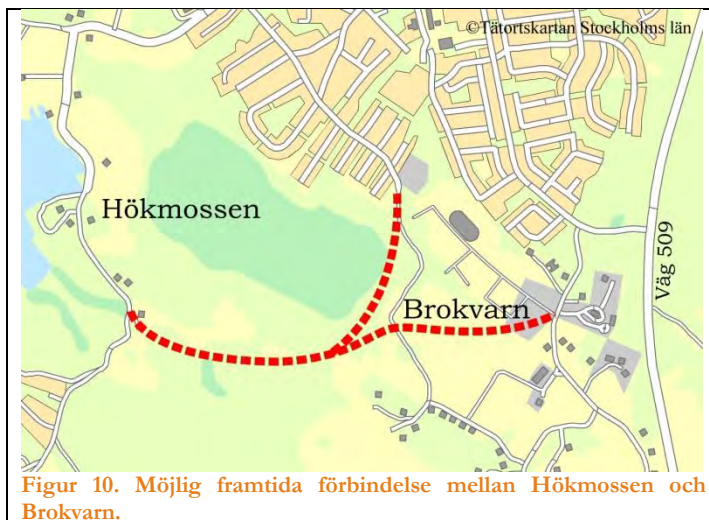 ©Tätortskartan Stockholms län
Hökmossen
Väg 509
Brokvarn
Figur 10. Möjlig framtida förbindelse mellan Hökmossen och
Brokvarn.